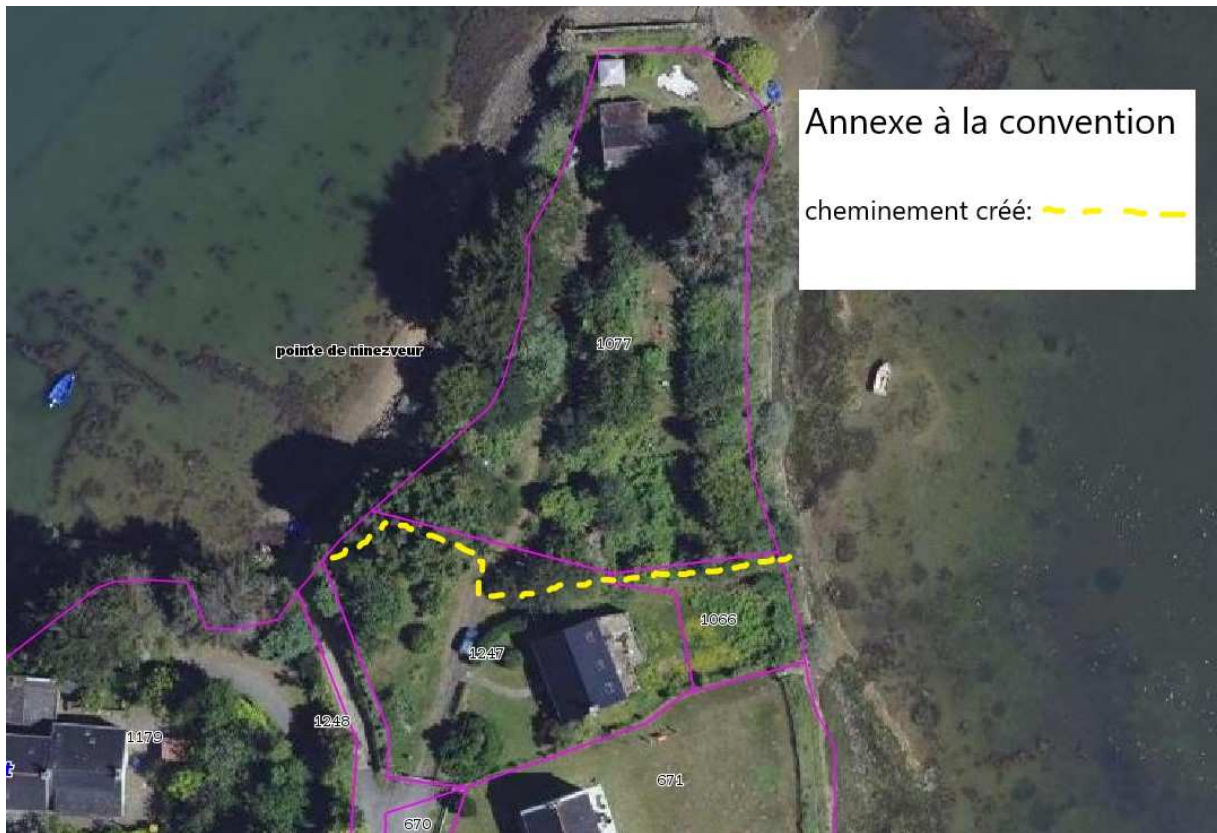 Annexe à la convention
cheminement créé:
pointe de ninezveur
1077
1066
1247
1248
1179
t
671
670